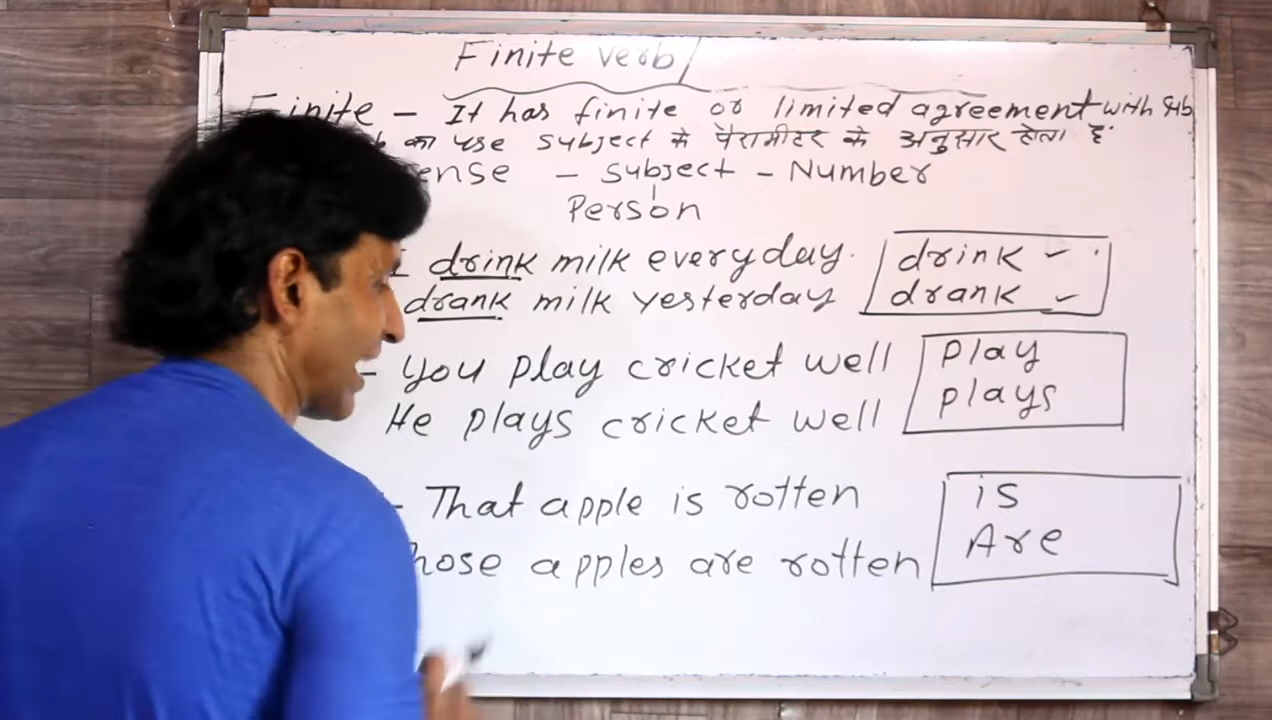 Finite verb
Finite - It has finite or limited agreement with sub
का use subject के पैरामीटर के अनुसार होता है.
ense - Subject - Number
Person
I drink milk everyday.
drank milk yesterday
drink
drank
- You play cricket well
He plays cricket well
play
plays
- That apple is rotten
hose apples are rotten
is
Are